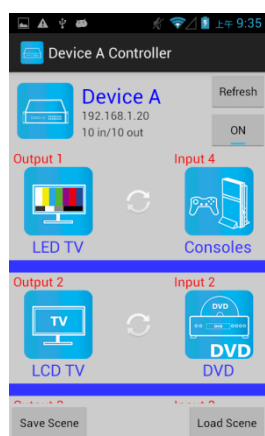 上午 9:35
Device A Controller
Device A
192.168.1.20
10 in/10 out
Refresh
ON
Output 1
Input 4
LED TV
Consoles
Output 2
Input 2
TV
DVD
DVD
LCD TV
DVD
Save Scene
Load Scene